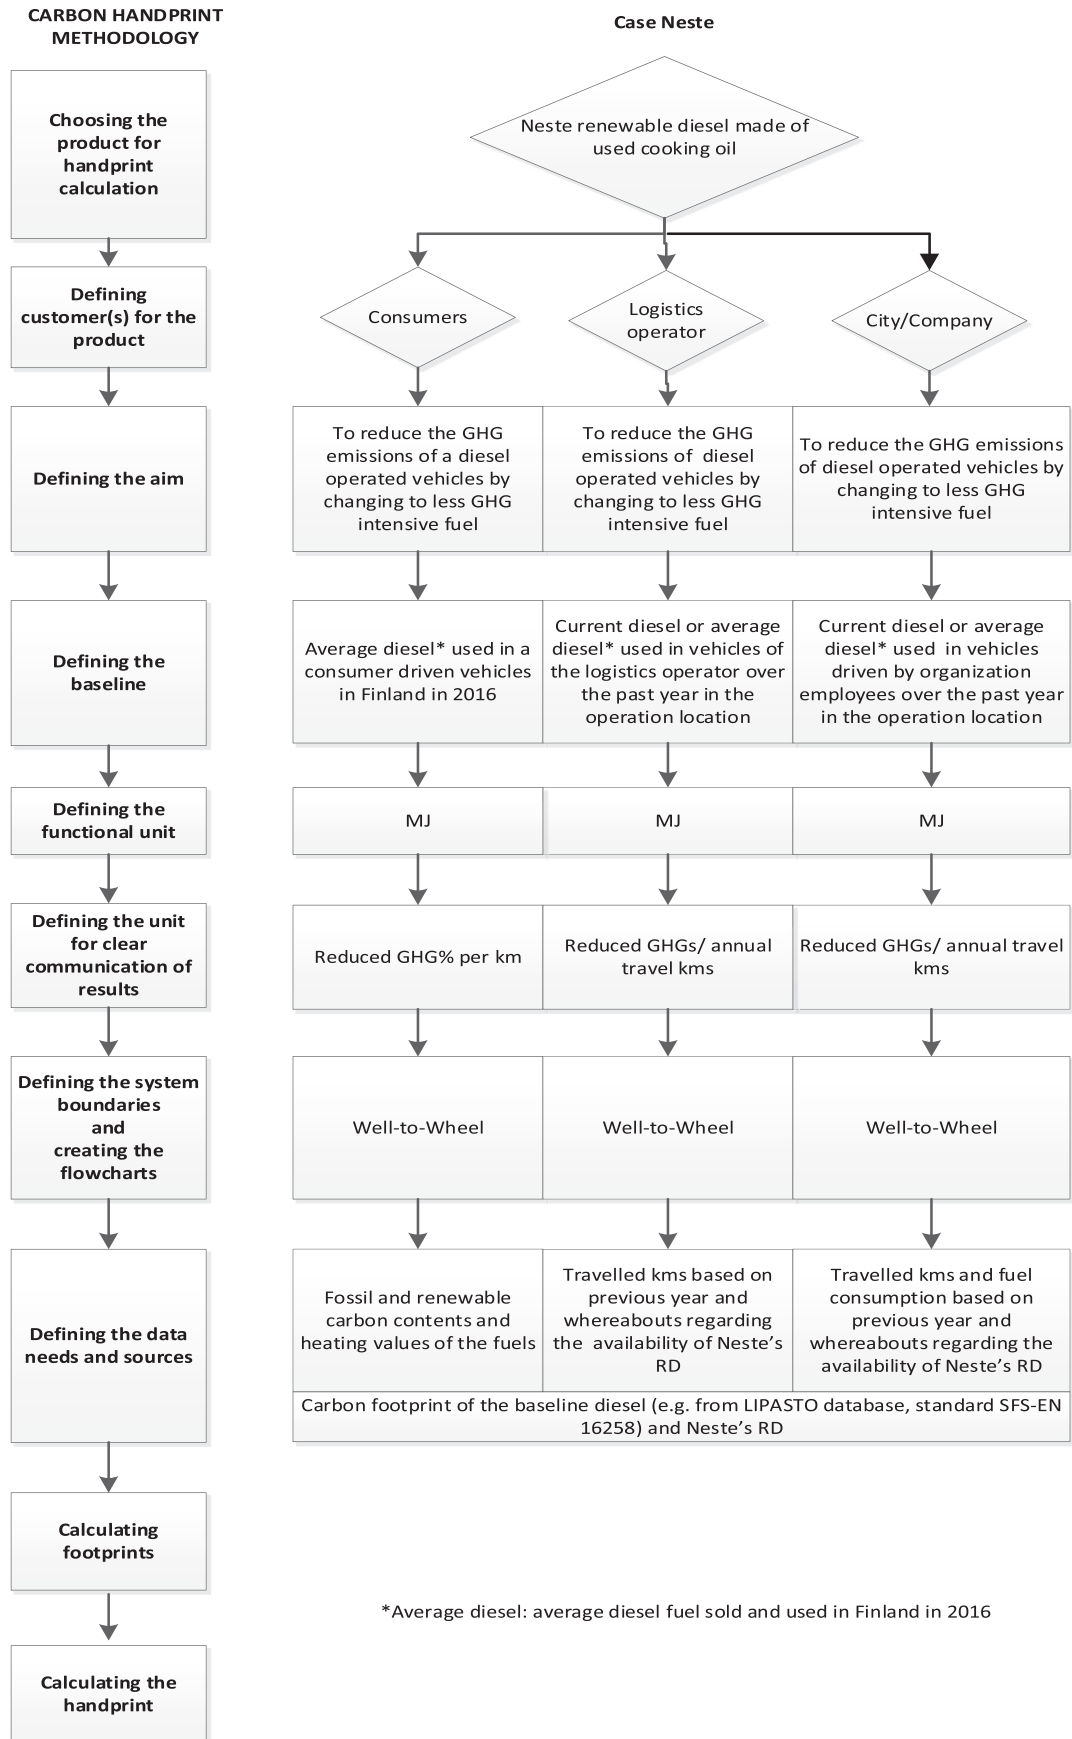 CARBON HANDPRINT
METHODOLOGY
Case Neste
Choosing the
product for
handprint
calculation
Neste renewable diesel made of
used cooking oil
Defining
customer(s) for the
product
Consumers
Logistics
operator
City/Company
Defining the aim
To reduce the GHG
emissions of a diesel
operated vehicles by
changing to less GHG
intensive fuel
To reduce the GHG
emissions of  diesel
operated vehicles by
changing to less GHG
intensive fuel
To reduce the GHG emissions
of diesel operated vehicles by
changing to less GHG
intensive fuel
Defining the
baseline
Average diesel* used in a
consumer driven vehicles
in Finland in 2016
Current diesel or average
diesel* used in vehicles of
the logistics operator over
the past year in the
operation location
Current diesel or average
diesel* used  in vehicles
driven by organization
employees over the past year
in the operation location
Defining the
functional unit
MJ
MJ
MJ
Defining the unit
for clear
communication of
results
Reduced GHG% per km
Reduced GHGs/ annual
travel kms
Reduced GHGs/ annual travel
kms
Defining the system
boundaries
and
creating the
flowcharts
Well-to-Wheel
Well-to-Wheel
Well-to-Wheel
Defining the data
needs and sources
Fossil and renewable
carbon contents and
heating values of the fuels
Travelled kms based on
previous year and
whereabouts regarding
the  availability of Neste's
RD
Travelled kms and fuel
consumption based on
previous year and
whereabouts regarding the
availability of Neste's RD
Carbon footprint of the baseline diesel (e.g. from LIPASTO database, standard SFS-EN
16258) and Neste's RD
Calculating
footprints
*Average diesel: average diesel fuel sold and used in Finland in 2016
Calculating the
handprint